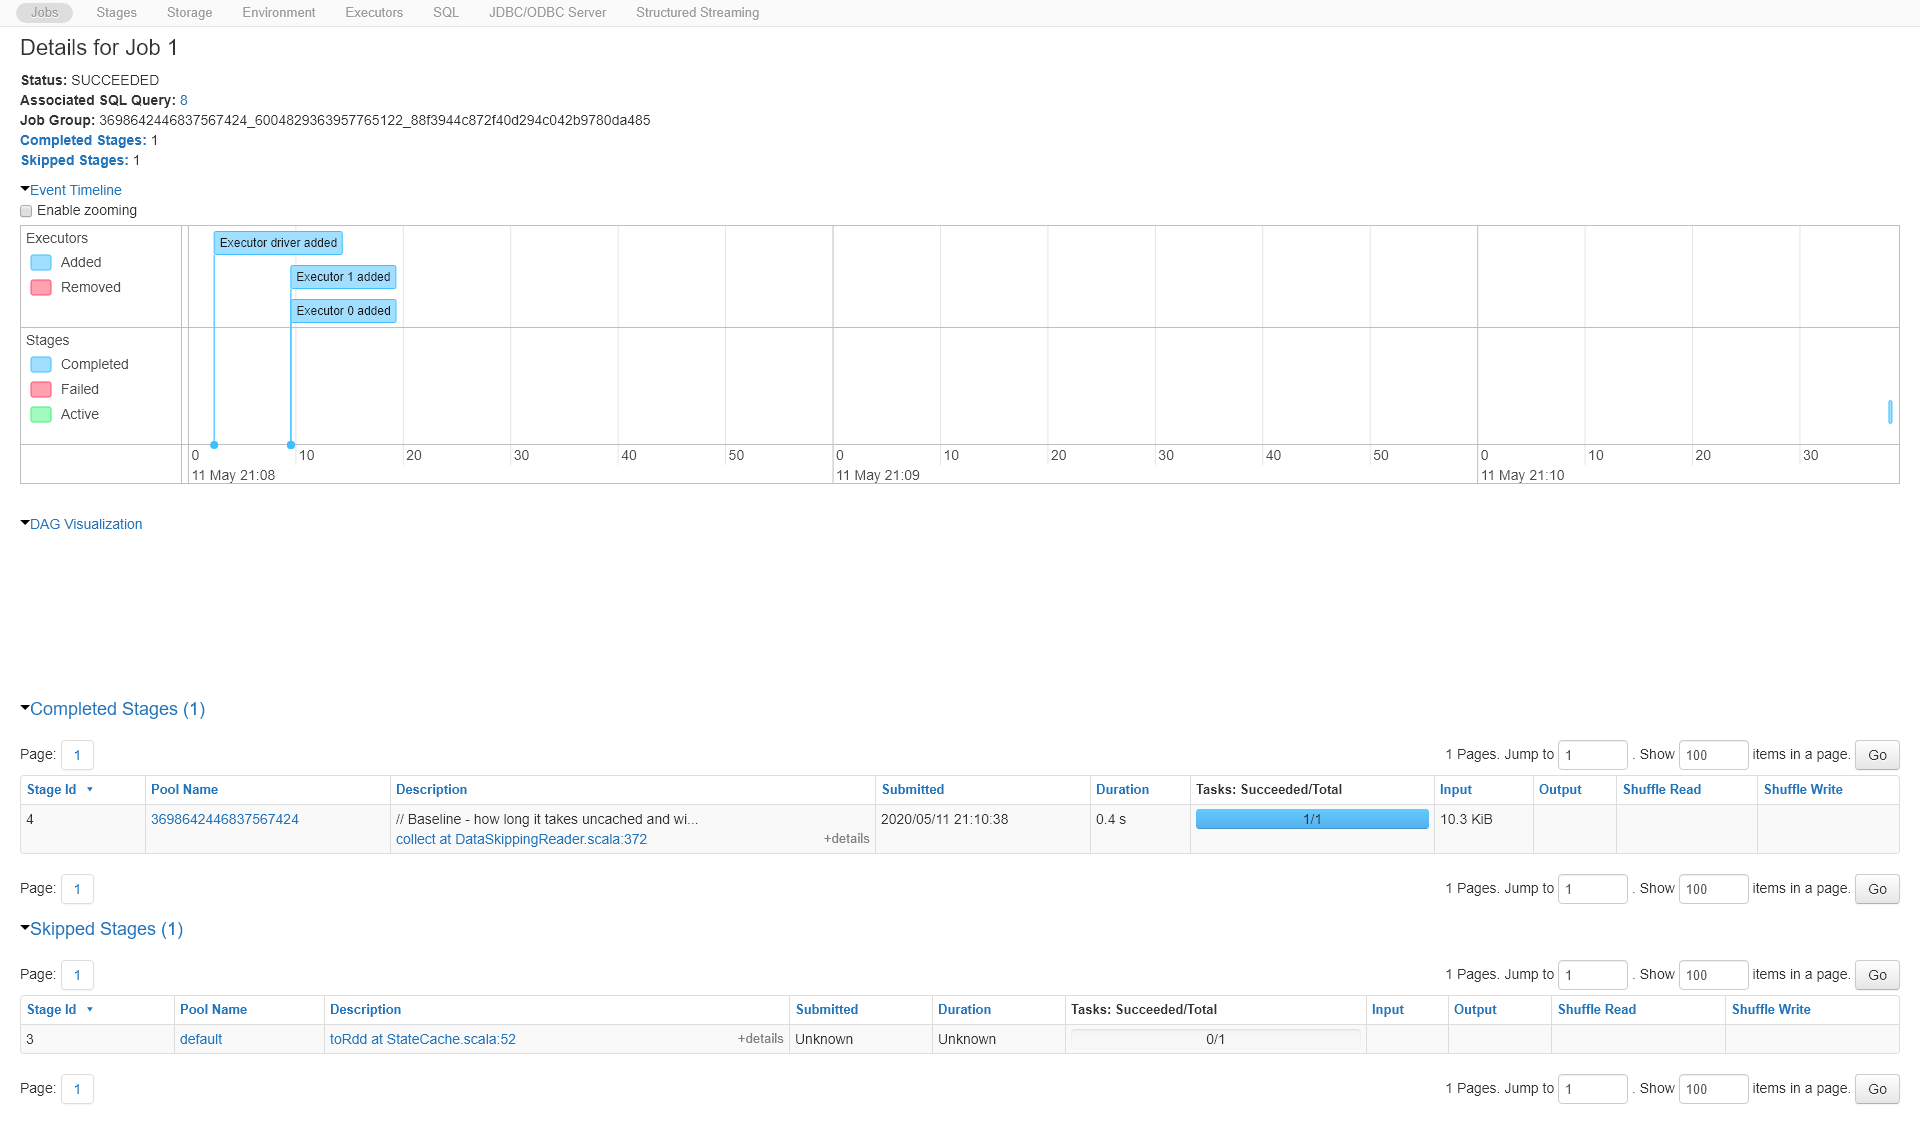 Jobs Stages Storage Environment Executors SQL JDBC/ODBC Server Structured Streaming
Details for Job 1
Status: SUCCEEDED
Associated SQL Query: 8
Job Group: 3698642446837567424_6004829363957765122_88f3944c872f40d294c042b9780da485
Completed Stages: 1
Skipped Stages: 1
Event Timeline
Enable zooming
Executors
Added
Removed
Executor driver added
Executor 1 added
Executor 0 added
Stages
Completed
Failed
Active
0 10 20 30 40 50 0 10 20 30 40 50 0 10 20 30
11 May 21:08 11 May 21:09 11 May 21:10
DAG Visualization
Completed Stages (1)
Page: 1 1 Pages. Jump to 1 . Show 100 items in a page. Go
Stage Id Pool Name Description Submitted Duration Tasks: Succeeded/Total Input Output Shuffle Read Shuffle Write
4 3698642446837567424 // Baseline - how long it takes uncached and wi... 2020/05/11 21:10:38 0.4 s 1/1 10.3 KiB
collect at DataSkippingReader.scala:372 +details
Page: 1 1 Pages. Jump to 1 . Show 100 items in a page. Go
Skipped Stages (1)
Page: 1 1 Pages. Jump to 1 . Show 100 items in a page. Go
Stage Id Pool Name Description Submitted Duration Tasks: Succeeded/Total Input Output Shuffle Read Shuffle Write
3 default toRdd at StateCache.scala:52 +details Unknown Unknown 0/1
Page: 1 1 Pages. Jump to 1 . Show 100 items in a page. Go